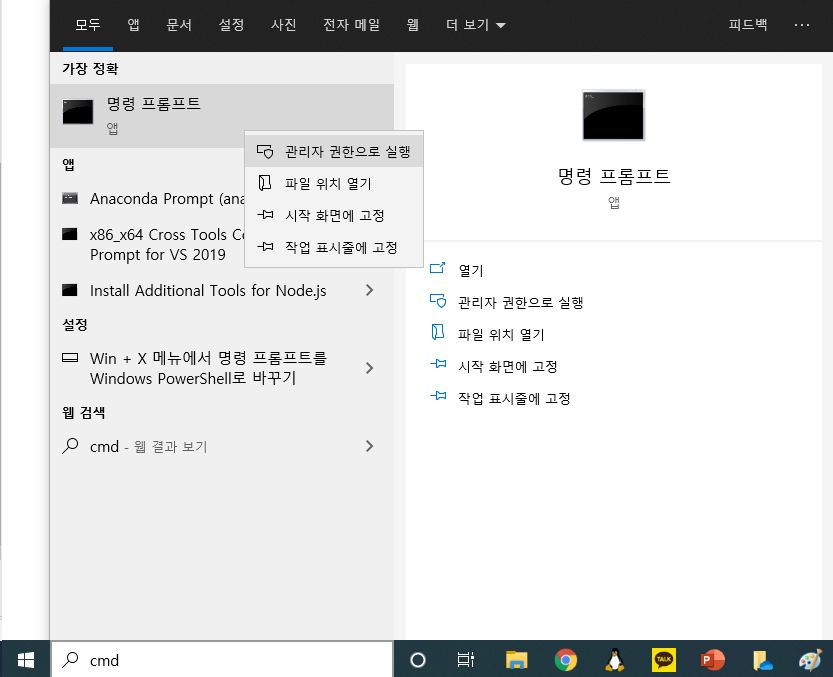 모두 앱 문서 설정 사진 전자 메일 웹 더 보기 피드백 ...
가장 정확
명령 프롬프트
앱
관리자 권한으로 실행
파일 위치 열기
시작 화면에 고정
작업 표시줄에 고정
앱
Anaconda Prompt (ana
x86_x64 Cross Tools Co
Prompt for VS 2019
Install Additional Tools for Node.js
설정
Win + X 메뉴에서 명령 프롬프트를
Windows PowerShell로 바꾸기
웹 검색
cmd - 웹 결과 보기
명령 프롬프트
앱
열기
관리자 권한으로 실행
파일 위치 열기
시작 화면에 고정
작업 표시줄에 고정
cmd
TALK
P